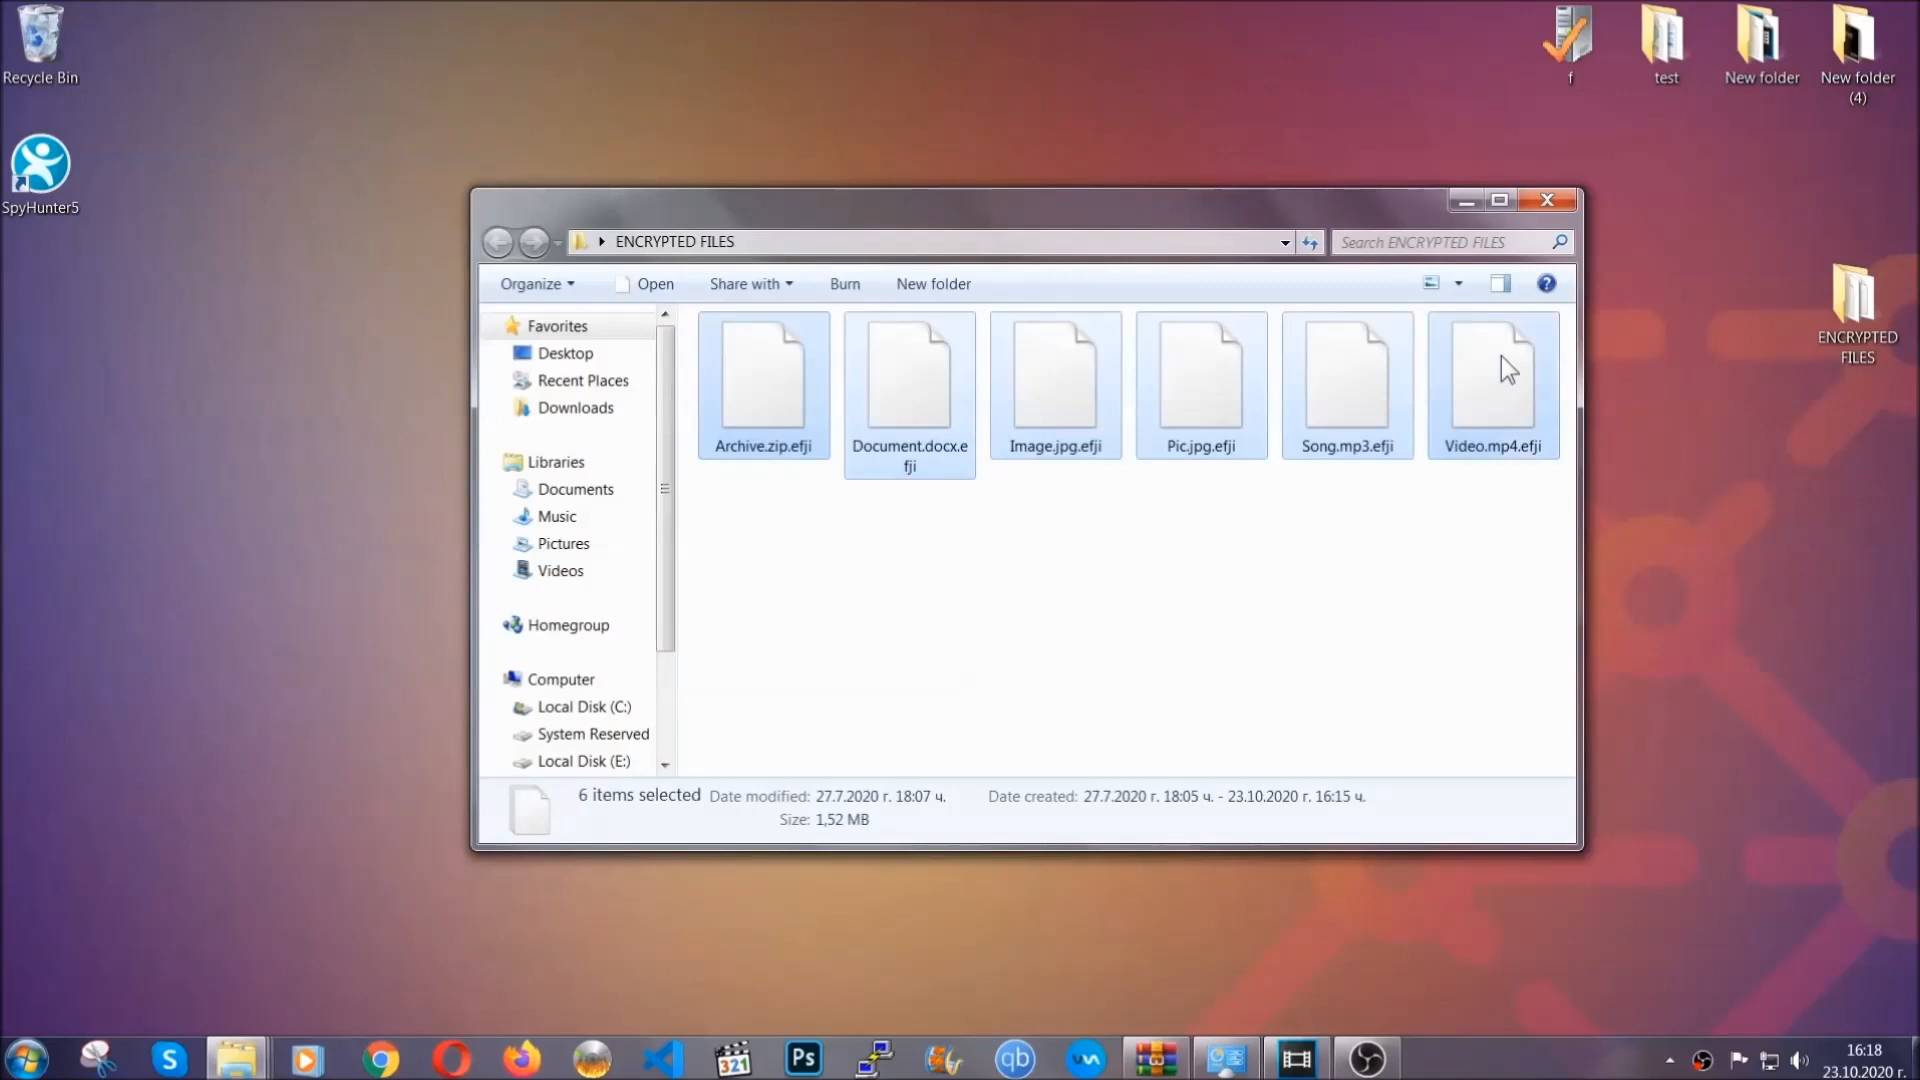 Recycle Bin
SpyHunter5
f
test
New folder
New folder
(4)
ENCRYPTED
FILES
ENCRYPTED FILES
Search ENCRYPTED FILES
Organize
Open
Share with
Burn
New folder
Favorites
Desktop
Recent Places
Downloads
Libraries
Documents
Music
Pictures
Videos
Homegroup
Computer
Local Disk (C:)
System Reserved
Local Disk (E:)
Archive.zip.efji
Document.docx.e
fji
Image.jpg.efji
Pic.jpg.efji
Song.mp3.efji
Video.mp4.efji
6 items selected Date modified: 27.7.2020 г. 18:07 ч. Date created: 27.7.2020 г. 18:05 ч. - 23.10.2020 г. 16:15 ч.
Size: 1,52 MB
S
321
Ps
qb
16:18
23.10.2020 г.